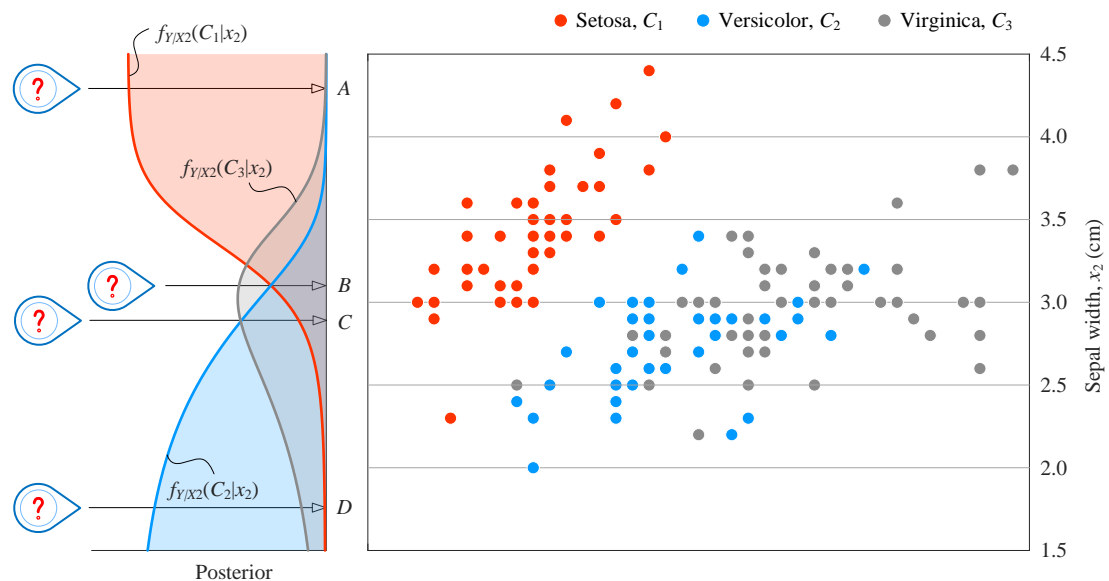 Setosa, C1 Versicolor, C2 Virginica, C3
fY|X2(C1|x2)
4.5
? A
4.0
fY|X2(C3|x2)
3.5
? B
3.0
? C
Sepal width, x2 (cm)
2.5
fY|X2(C2|x2)
2.0
? D
1.5
Posterior